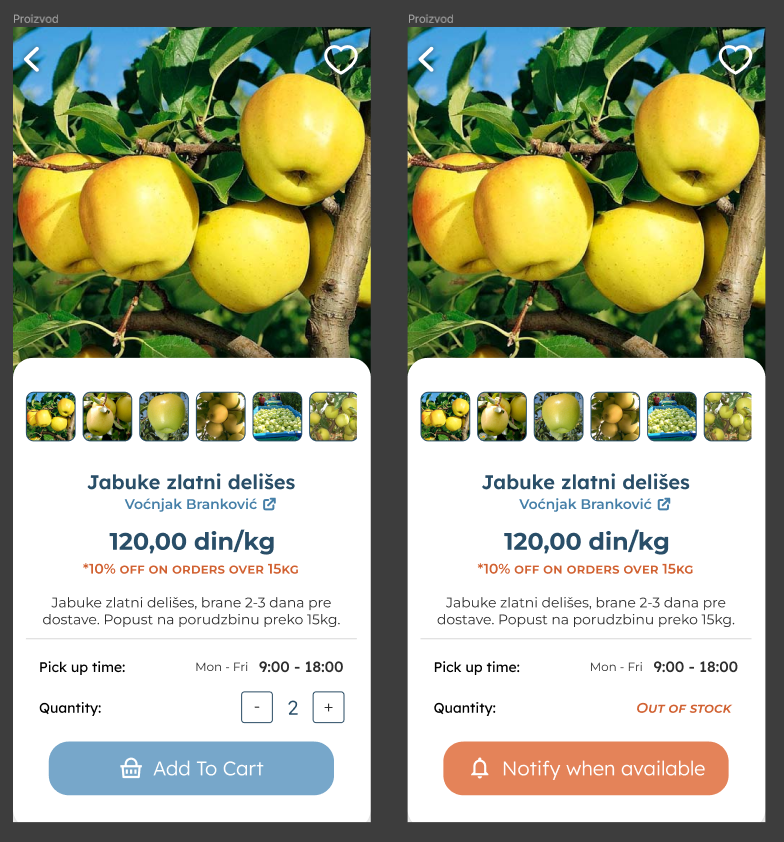 Proizvod
Jabuke zlatni delišes
Voćnjak Branković
120,00 din/kg
*10% OFF ON ORDERS OVER 15KG
Jabuke zlatni delišes, brane 2-3 dana pre
dostave. Popust na porudzbinu preko 15kg.
Pick up time: Mon - Fri 9:00 - 18:00
Quantity: - 2 +
Add To Cart
Proizvod
Jabuke zlatni delišes
Voćnjak Branković
120,00 din/kg
*10% OFF ON ORDERS OVER 15KG
Jabuke zlatni delišes, brane 2-3 dana pre
dostave. Popust na porudzbinu preko 15kg.
Pick up time: Mon - Fri 9:00 - 18:00
Quantity: OUT OF STOCK
Notify when available